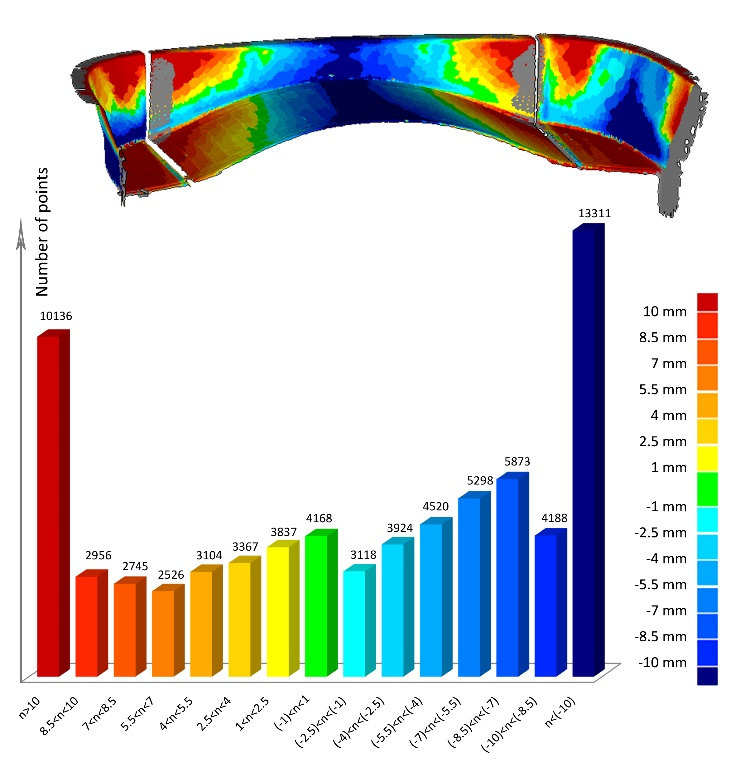 Number of points
13311
10136
5873
5298
4520
4168
4188
3924
3837
3367
3104
3118
2956
2745
2526
10 mm
8.5 mm
7 mm
5.5 mm
4 mm
2.5 mm
1 mm
-1 mm
-2.5 mm
-4 mm
-5.5 mm
-7 mm
-8.5 mm
-10 mm
n>10
8.5<n<10
7<n<8.5
5.5<n<7
4<n<5.5
2.5<n<4
1<n<2.5
(-1)<n<1
(-2.5)<n<(-1)
(-4)<n<(-2.5)
(-5.5)<n<(-4)
(-7)<n<(-5.5)
(-8.5)<n<(-7)
(-10)<n<(-8.5)
n<(-10)